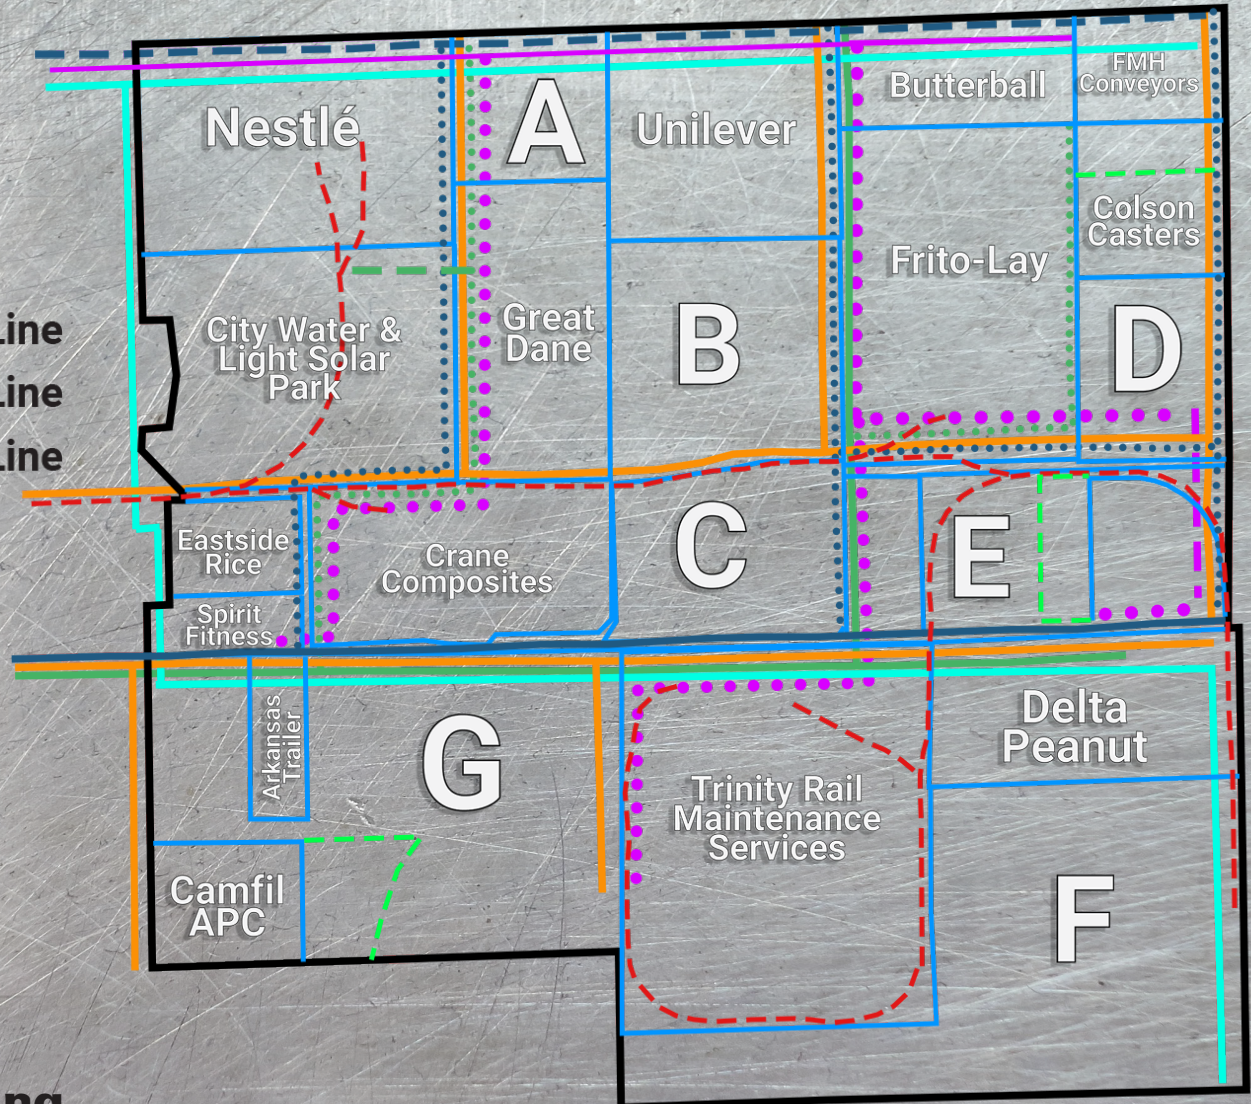 Butterball
FMH
Conveyors
Nestlé
A
Unilever
Colson
Casters
Frito-Lay
City Water &
Light Solar
Park
Great
Dane
B
D
Line
Line
Line
Eastside
Rice
Crane
Composites
C
E
Spirit
Fitness
Arkansas
Trailer
G
Delta
Peanut
Trinity Rail
Maintenance
Services
Camfil
APC
F
ng